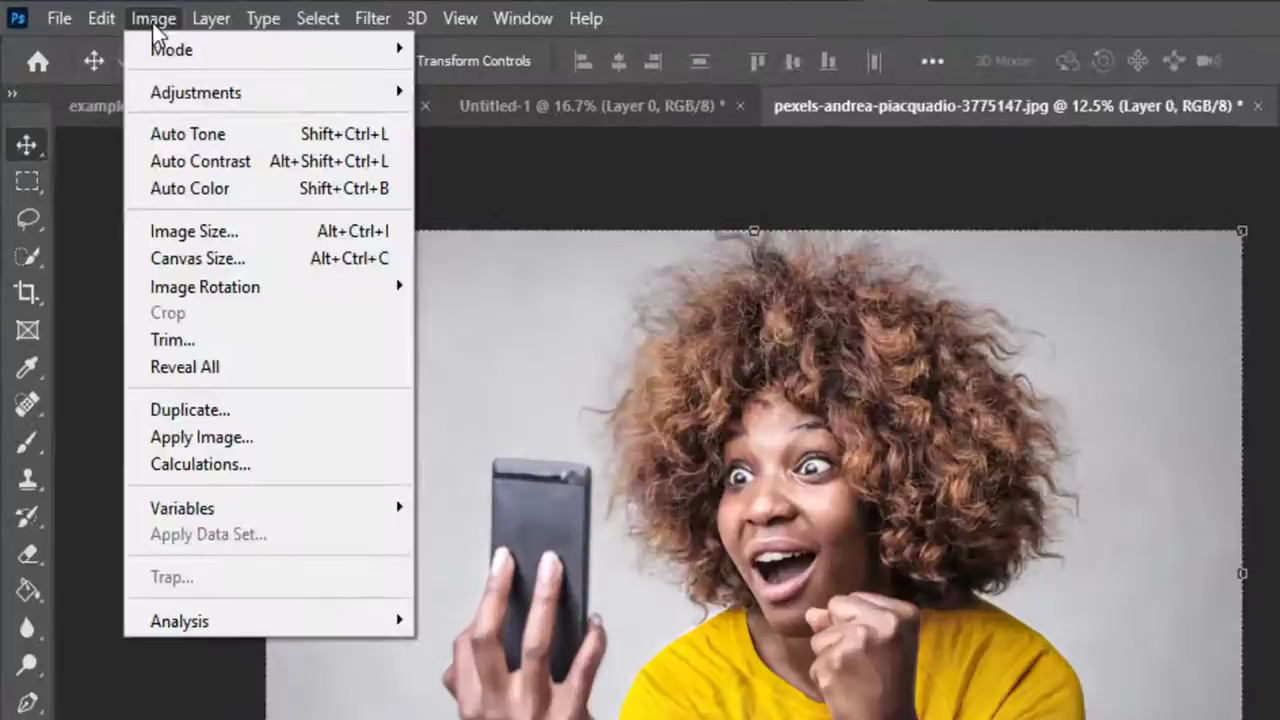 Ps File Edit Image Layer Type Select Filter 3D View Window Help
Transform Controls 3D Mode:
Untitled-1 @ 16.7% (Layer 0, RGB/8) * × pexels-andrea-piacquadio-3775147.jpg @ 12.5% (Layer 0, RGB/8) * ×
Mode
Adjustments
Auto Tone Shift+Ctrl+L
Auto Contrast Alt+Shift+Ctrl+L
Auto Color Shift+Ctrl+B
Image Size... Alt+Ctrl+I
Canvas Size... Alt+Ctrl+C
Image Rotation
Crop
Trim...
Reveal All
Duplicate...
Apply Image...
Calculations...
Variables
Apply Data Set...
Trap...
Analysis